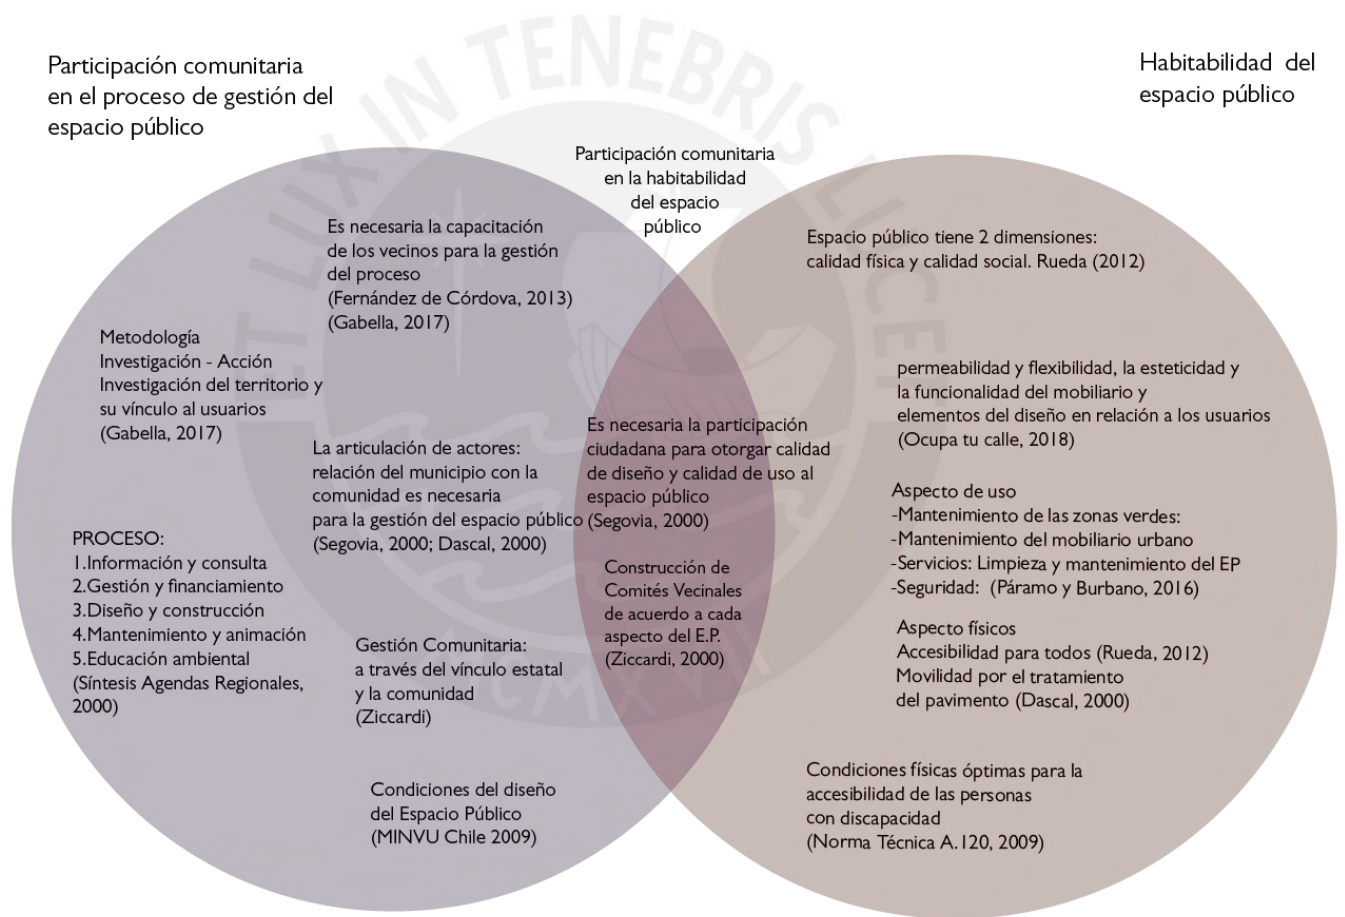 Participación comunitaria
en el proceso de gestión del
espacio público
Habitabilidad del
espacio público
Participación comunitaria
en la habitabilidad
del espacio
público
Es necesaria la capacitación
de los vecinos para la gestión
del proceso
(Fernández de Córdova, 2013)
(Gabella, 2017)
Metodología
Investigación - Acción
Investigación del territorio y
su vínculo al usuarios
(Gabella, 2017)
La articulación de actores:
relación del municipio con la
comunidad es necesaria
para la gestión del espacio público
(Segovia, 2000; Dascal, 2000)
PROCESO:
1.Información y consulta
2.Gestión y financiamiento
3.Diseño y construcción
4.Mantenimiento y animación
5.Educación ambiental
(Síntesis Agendas Regionales,
2000)
Gestión Comunitaria:
a través del vínculo estatal
y la comunidad
(Ziccardi)
Condiciones del diseño
del Espacio Público
(MINVU Chile 2009)
Es necesaria la participación
ciudadana para otorgar calidad
de diseño y calidad de uso al
espacio público
(Segovia, 2000)
Construcción de
Comités Vecinales
de acuerdo a cada
aspecto del E.P.
(Ziccardi, 2000)
Espacio público tiene 2 dimensiones:
calidad física y calidad social. Rueda (2012)
permeabilidad y flexibilidad, la esteticidad y
la funcionalidad del mobiliario y
elementos del diseño en relación a los usuarios
(Ocupa tu calle, 2018)
Aspecto de uso
-Mantenimiento de las zonas verdes:
-Mantenimiento del mobiliario urbano
-Servicios: Limpieza y mantenimiento del EP
-Seguridad: (Páramo y Burbano, 2016)
Aspecto físicos
Accesibilidad para todos (Rueda, 2012)
Movilidad por el tratamiento
del pavimento (Dascal, 2000)
Condiciones físicas óptimas para la
accesibilidad de las personas
con discapacidad
(Norma Técnica A.120, 2009)
ET LUX IN TENEBRIS LUCET
MCMXVII